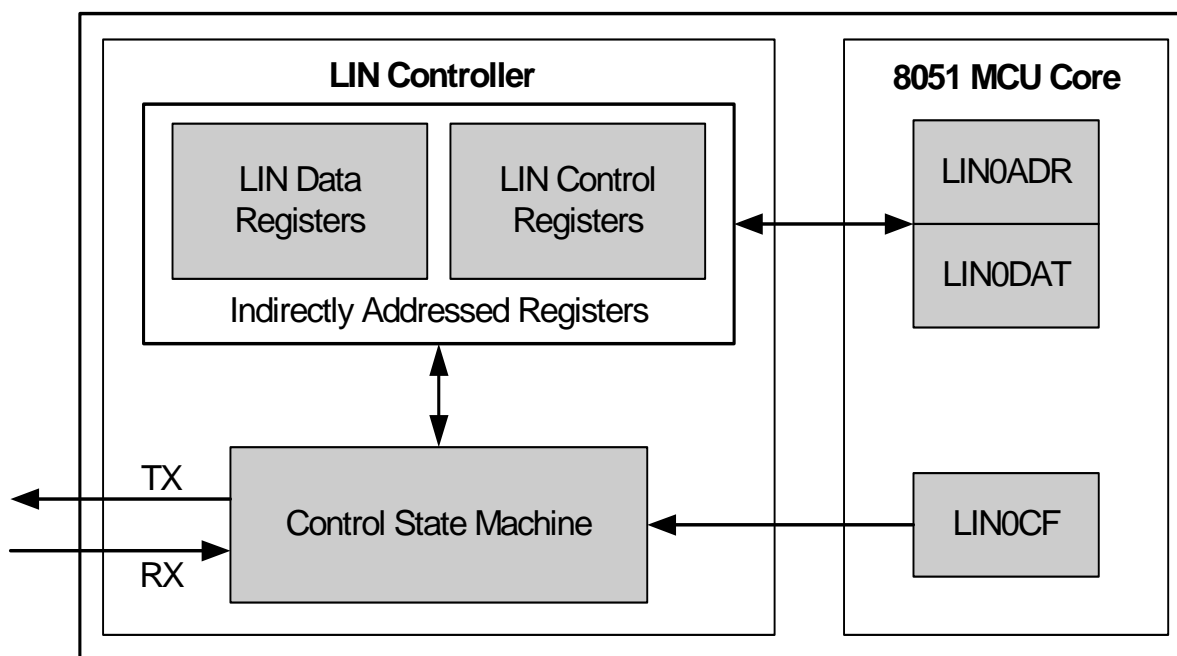 LIN Controller
8051 MCU Core
LIN Data
Registers
LIN Control
Registers
Indirectly Addressed Registers
LIN0ADR
LIN0DAT
TX
RX
Control State Machine
LIN0CF